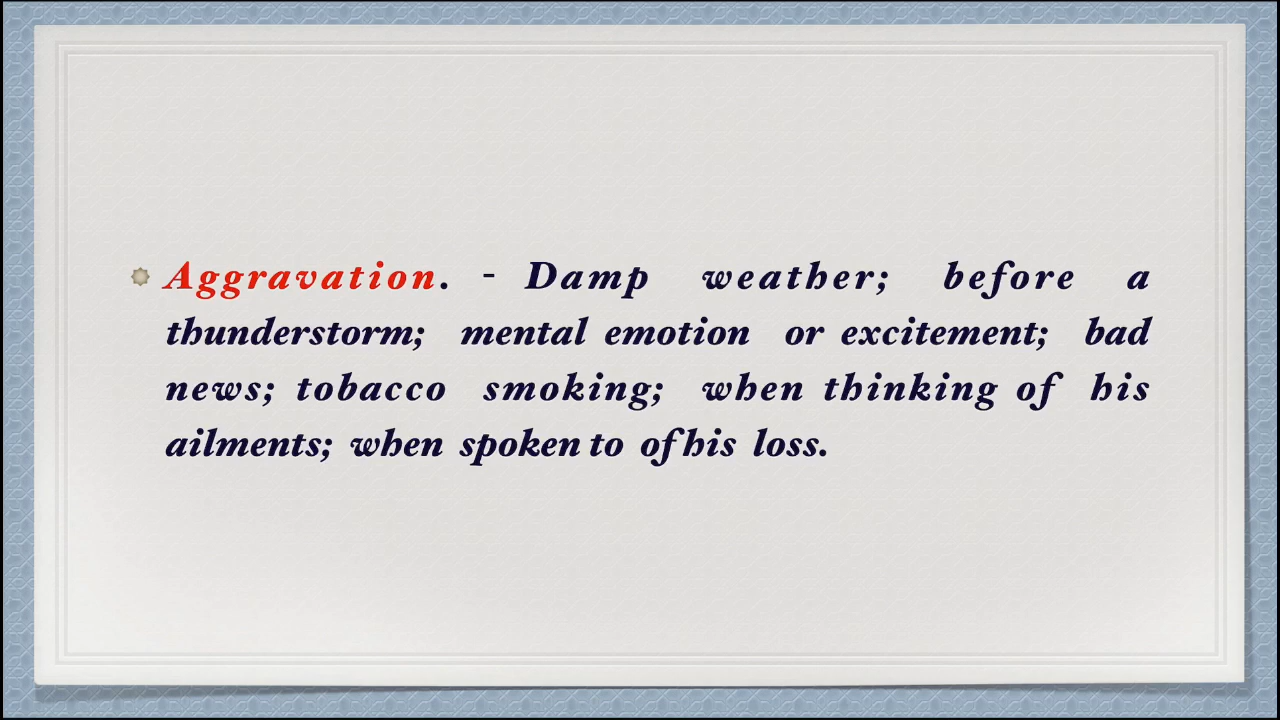 Aggravation. - Damp weather; before a
thunderstorm; mental emotion or excitement; bad
news; tobacco smoking; when thinking of his
ailments; when spoken to of his loss.